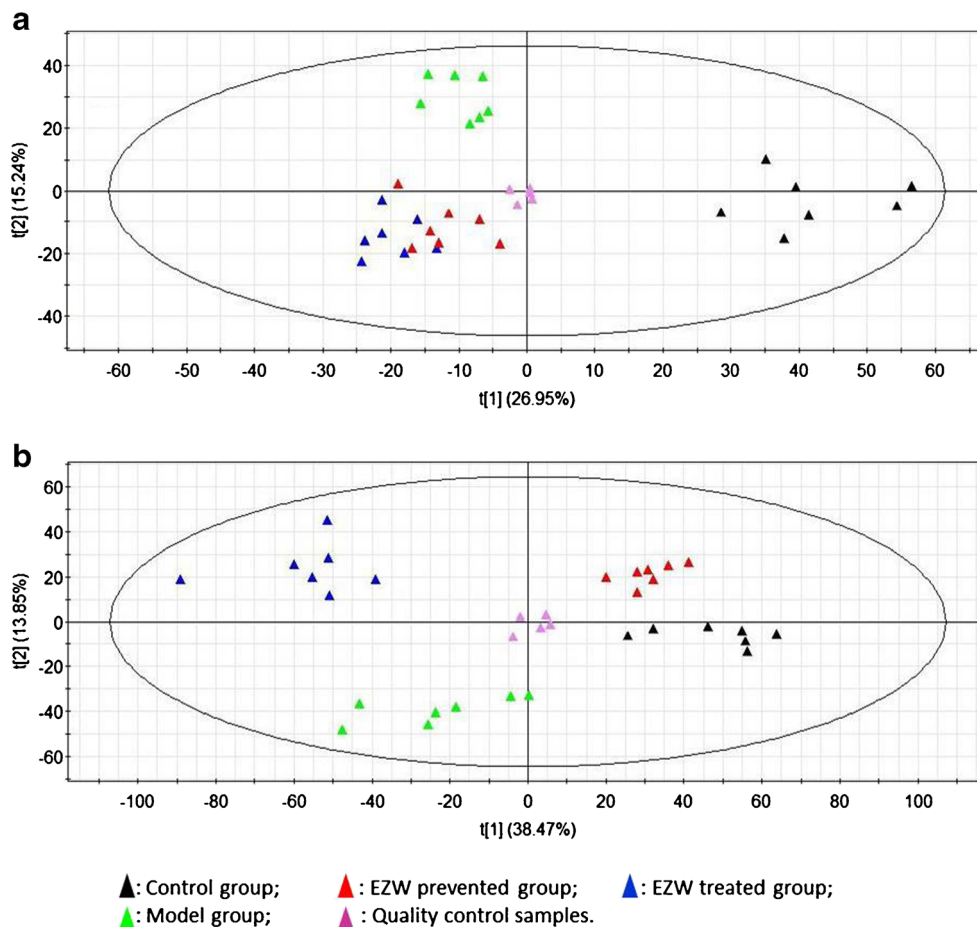 a
40
20
0
-20
-40
t[2] (15.24%)
-60 -50 -40 -30 -20 -10 0 10 20 30 40 50 60
t[1] (26.95%)
b
60
40
20
0
-20
-40
-60
t[2] (13.85%)
-100 -80 -60 -40 -20 0 20 40 60 80 100
t[1] (38.47%)
: Control group; : EZW prevented group; : EZW treated group;
: Model group; : Quality control samples.